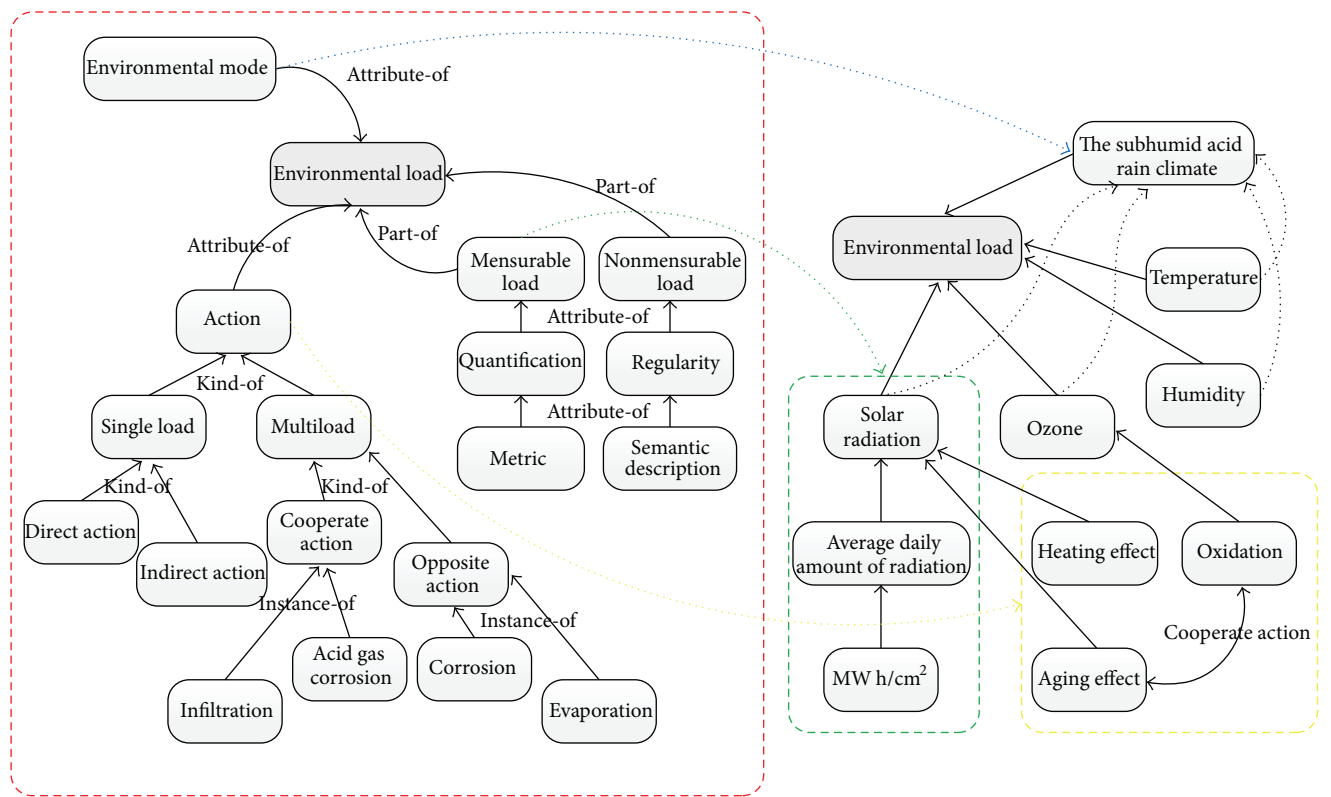 Environmental mode
Attribute-of
Environmental load
Part-of
Part-of
Attribute-of
Mensurable
load
Nonmensurable
load
Action
Attribute-of
Quantification
Regularity
Kind-of
Attribute-of
Single load
Multiload
Metric
Semantic
description
Kind-of
Kind-of
Direct action
Indirect action
Cooperate
action
Opposite
action
Instance-of
Instance-of
Acid gas
corrosion
Corrosion
Infiltration
Evaporation
The subhumid acid
rain climate
Environmental load
Temperature
Humidity
Solar
radiation
Ozone
Average daily
amount of radiation
Heating effect
Oxidation
Cooperate action
MW h/cm²
Aging effect